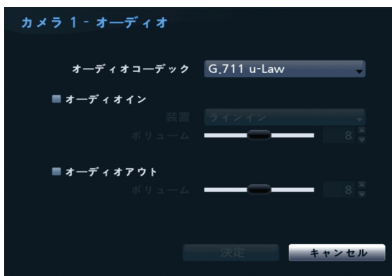 カメラ 1 - オーディオ
オーディオコーデック G.711 u-Law
オーディオイン
装置 ラインイン
ボリューム 8
オーディオアウト
ボリューム 8
決定 キャンセル